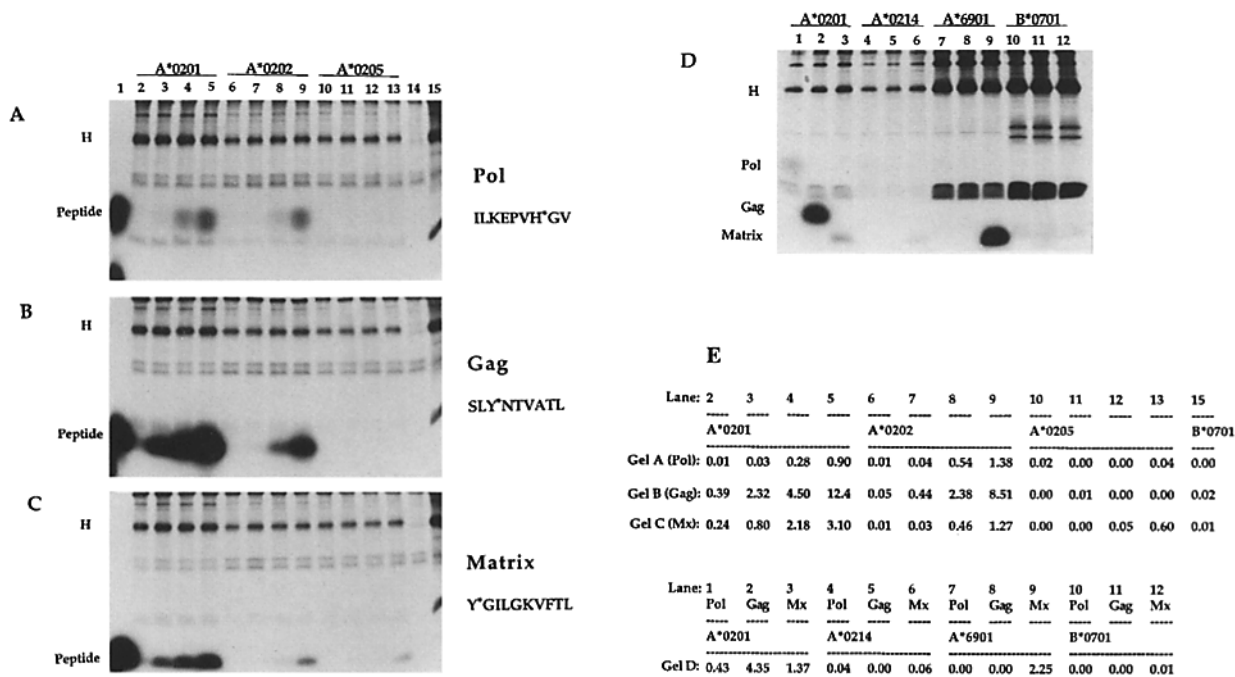 A*0201 A*0202 A*0205
1 2 3 4 5 6 7 8 9 10 11 12 13 14 15
A
H
Peptide
Pol
ILKEPVH*GV
B
H
Peptide
Gag
SLY*NTVATL
C
H
Peptide
Matrix
Y*GILGKVFTL
A*0201 A*0214 A*6901 B*0701
1 2 3 4 5 6 7 8 9 10 11 12
D
H
Pol
Gag
Matrix
E
Lane: 2 3 4 5 6 7 8 9 10 11 12 13 15
A*0201 A*0202 A*0205 B*0701
Gel A (Pol): 0.01 0.03 0.28 0.90 0.01 0.04 0.54 1.38 0.02 0.00 0.00 0.04 0.00
Gel B (Gag): 0.39 2.32 4.50 12.4 0.05 0.44 2.38 8.51 0.00 0.01 0.00 0.00 0.02
Gel C (Mx): 0.24 0.80 2.18 3.10 0.01 0.03 0.46 1.27 0.00 0.00 0.05 0.60 0.01
Lane: 1 2 3 4 5 6 7 8 9 10 11 12
Pol Gag Mx Pol Gag Mx Pol Gag Mx Pol Gag Mx
A*0201 A*0214 A*6901 B*0701
Gel D: 0.43 4.35 1.37 0.04 0.00 0.06 0.00 0.00 2.25 0.00 0.00 0.01